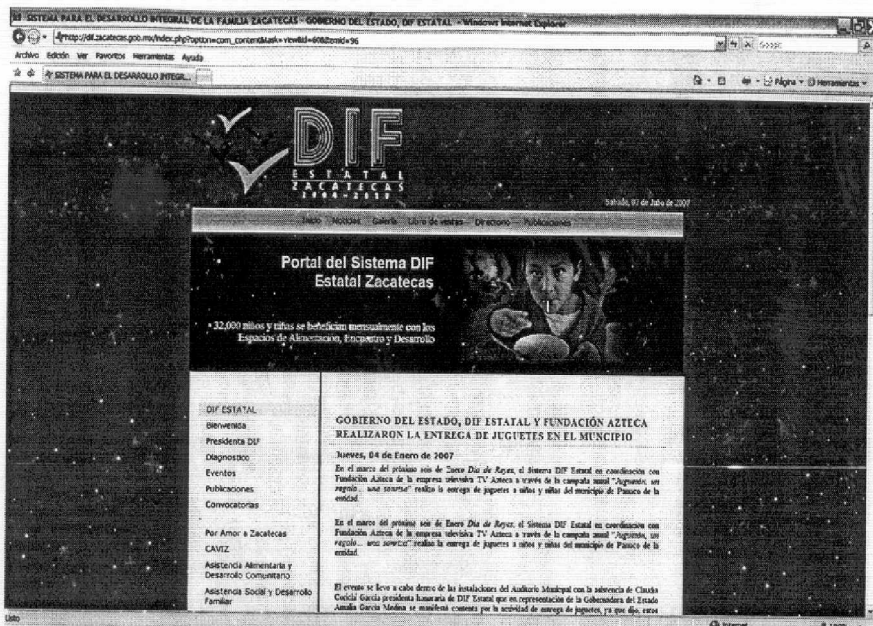 SISTEMA PARA EL DESARROLLO INTEGRAL DE LA FAMILIA ZACATECAS - GOBIERNO DEL ESTADO, DIF ESTATAL - Windows Internet Explorer
Archivo Edición Ver Favoritos Herramientas Ayuda
SISTEMA PARA EL DESARROLLO INTEGR...
Página Herramientas
DIF
ESTATAL
ZACATECAS
Sábado, 07 de Julio de 2007
Inicio Noticias Galería Libro de visitas Directorio Publicaciones
Portal del Sistema DIF
Estatal Zacatecas
• 32,000 niños y niñas se benefician mensualmente con los
Espacios de Alimentación, Encuentro y Desarrollo
DIF ESTATAL
Bienvenida
Presidenta DIF
Diagnostico
Eventos
Publicaciones
Convocatorias
Por Amor a Zacatecas
CAVIZ
Asistencia Alimentaria y
Desarrollo Comunitario
Asistencia Social y Desarrollo
Familiar
GOBIERNO DEL ESTADO, DIF ESTATAL Y FUNDACIÓN AZTECA
REALIZARON LA ENTREGA DE JUGUETES EN EL MUNCIPIO
Jueves, 04 de Enero de 2007
En el marco del próximo seis de Enero Día de Reyes, el Sistema DIF Estatal en coordinación con
Fundación Azteca de la empresa televisiva TV Azteca a través de la campaña anual "Juguetón, un
regalo... una sonrisa" realizo la entrega de juguetes a niños y niñas del municipio de Panuco de la
entidad.
En el marco del próximo seis de Enero Día de Reyes, el Sistema DIF Estatal en coordinación con
Fundación Azteca de la empresa televisiva TV Azteca a través de la campaña anual "Juguetón, un
regalo... una sonrisa" realizo la entrega de juguetes a niños y niñas del municipio de Panuco de la
entidad.
El evento se llevo a cabo dentro de las instalaciones del Auditorio Municipal con la asistencia de Claudia
Corichi García presidenta honoraria de DIF Estatal que en representación de la Gobernadora del Estado
Amalia García Medina se manifestó contenta por la actividad de entrega de juguetes, ya que dijo, estos
Listo
Internet